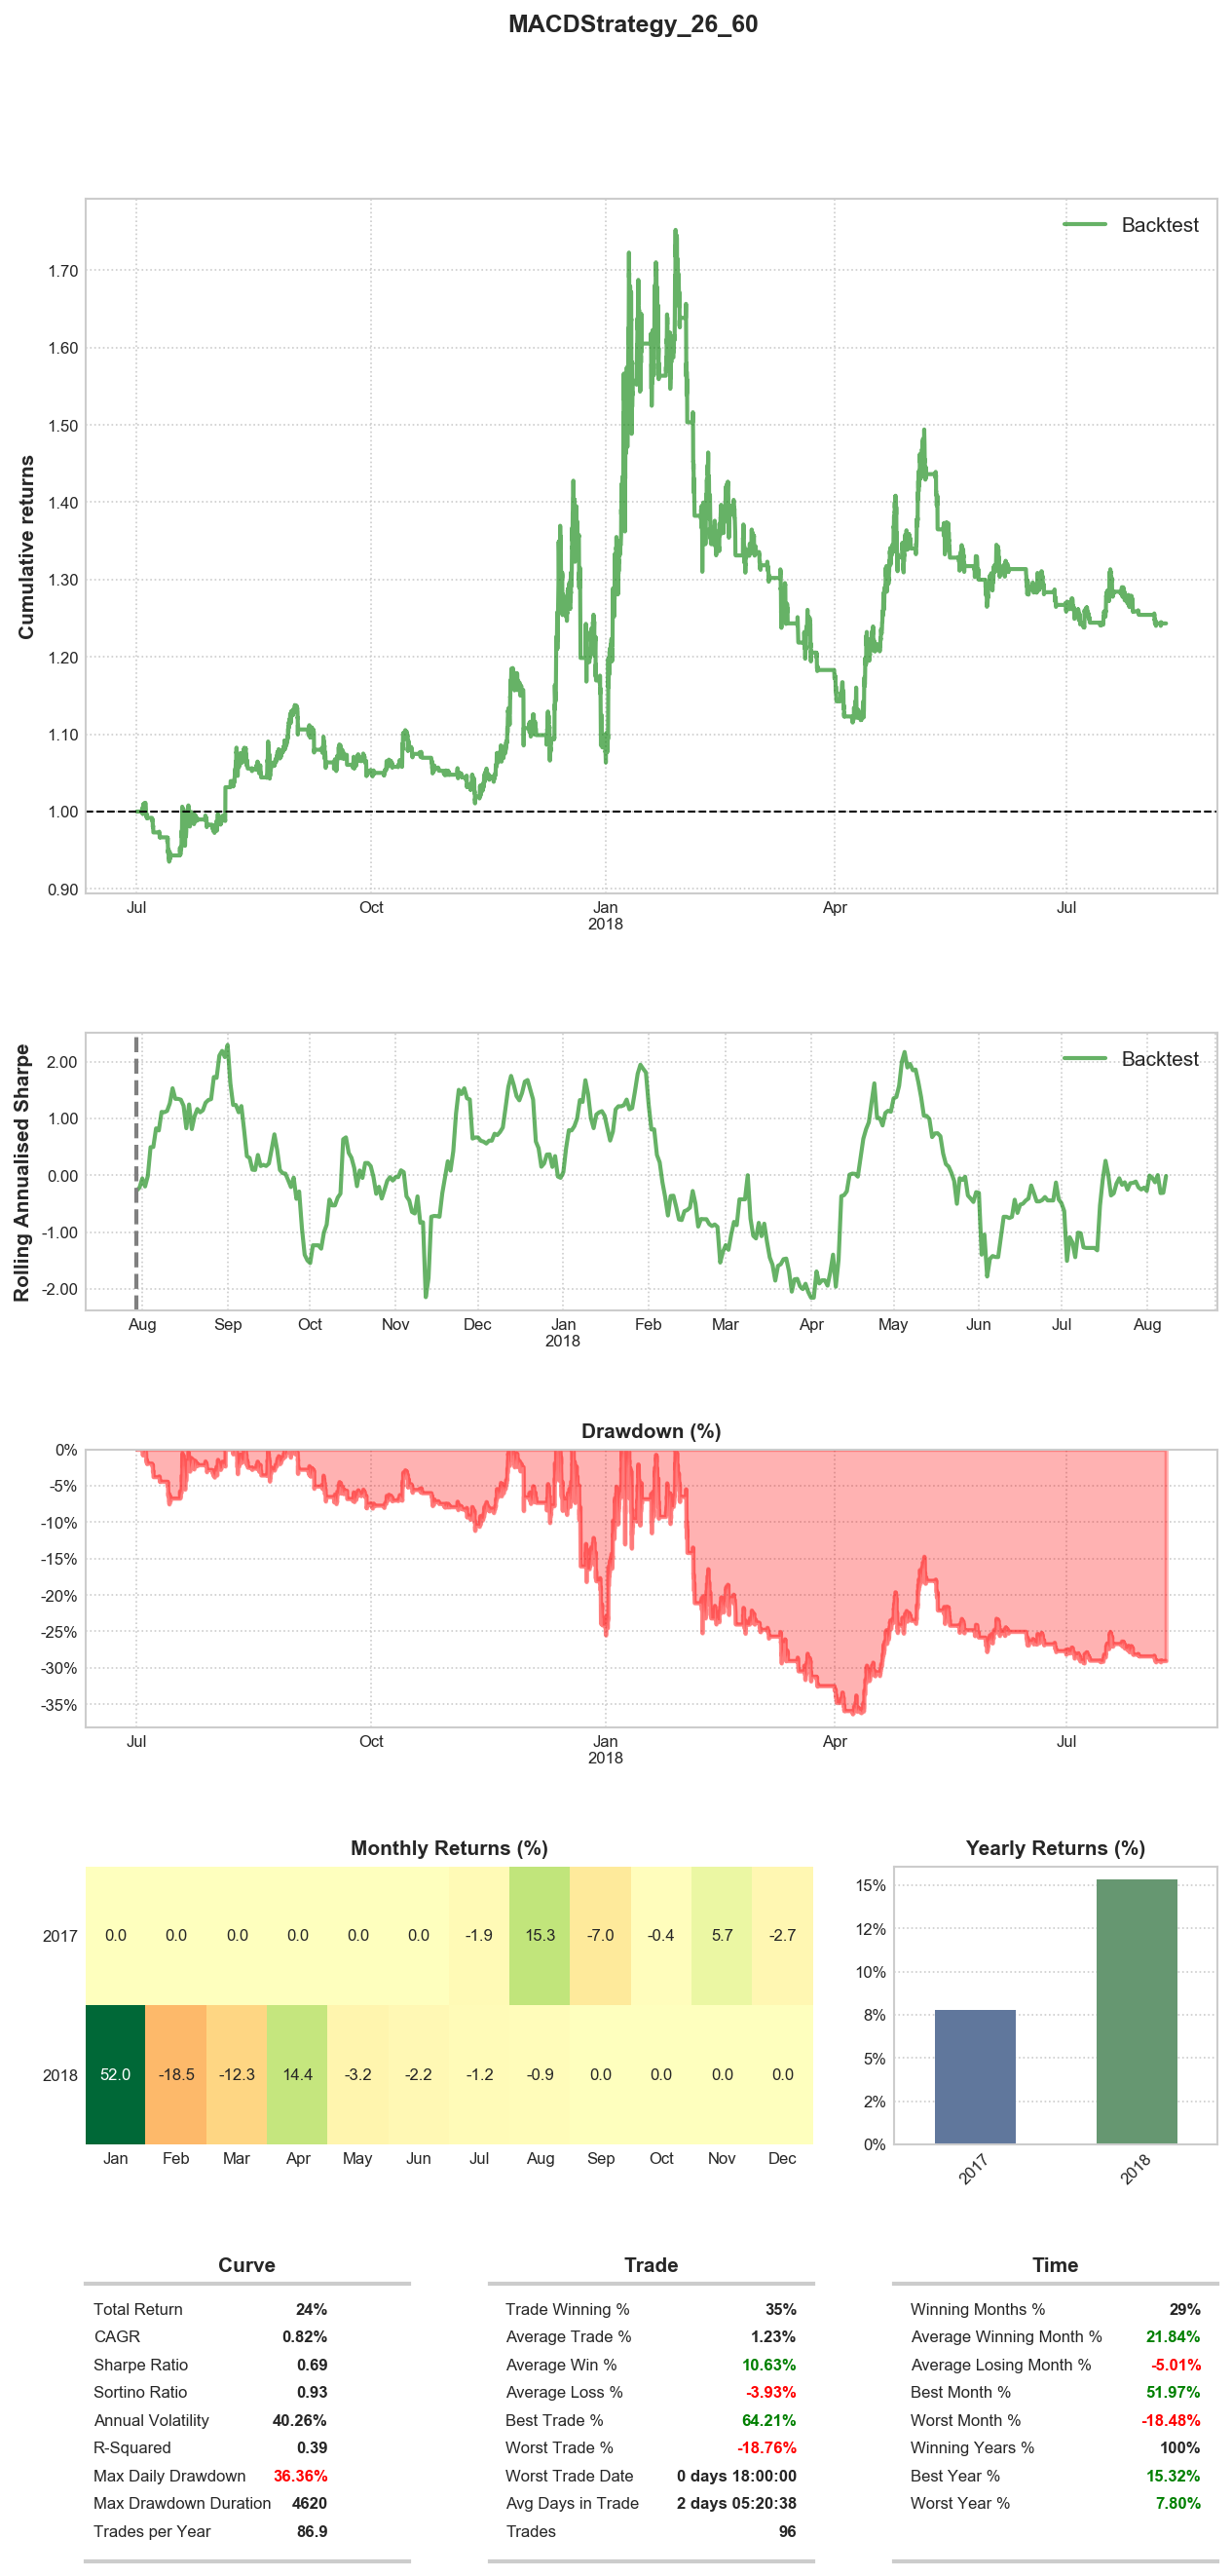 MACDStrategy_26_60
Backtest
Cumulative returns
1.70
1.60
1.50
1.40
1.30
1.20
1.10
1.00
0.90
Jul Oct Jan Apr Jul
2018
Backtest
Rolling Annualised Sharpe
2.00
1.00
0.00
-1.00
-2.00
Aug Sep Oct Nov Dec Jan Feb Mar Apr May Jun Jul Aug
2018
Drawdown (%)
0%
-5%
-10%
-15%
-20%
-25%
-30%
-35%
Jul Oct Jan Apr Jul
2018
Monthly Returns (%)
2017 0.0 0.0 0.0 0.0 0.0 0.0 -1.9 15.3 -7.0 -0.4 5.7 -2.7
2018 52.0 -18.5 -12.3 14.4 -3.2 -2.2 -1.2 -0.9 0.0 0.0 0.0 0.0
Jan Feb Mar Apr May Jun Jul Aug Sep Oct Nov Dec
Yearly Returns (%)
15%
12%
10%
8%
5%
2%
0%
2017 2018
Curve
Total Return 24%
CAGR 0.82%
Sharpe Ratio 0.69
Sortino Ratio 0.93
Annual Volatility 40.26%
R-Squared 0.39
Max Daily Drawdown 36.36%
Max Drawdown Duration 4620
Trades per Year 86.9
Trade
Trade Winning % 35%
Average Trade % 1.23%
Average Win % 10.63%
Average Loss % -3.93%
Best Trade % 64.21%
Worst Trade % -18.76%
Worst Trade Date 0 days 18:00:00
Avg Days in Trade 2 days 05:20:38
Trades 96
Time
Winning Months % 29%
Average Winning Month % 21.84%
Average Losing Month % -5.01%
Best Month % 51.97%
Worst Month % -18.48%
Winning Years % 100%
Best Year % 15.32%
Worst Year % 7.80%